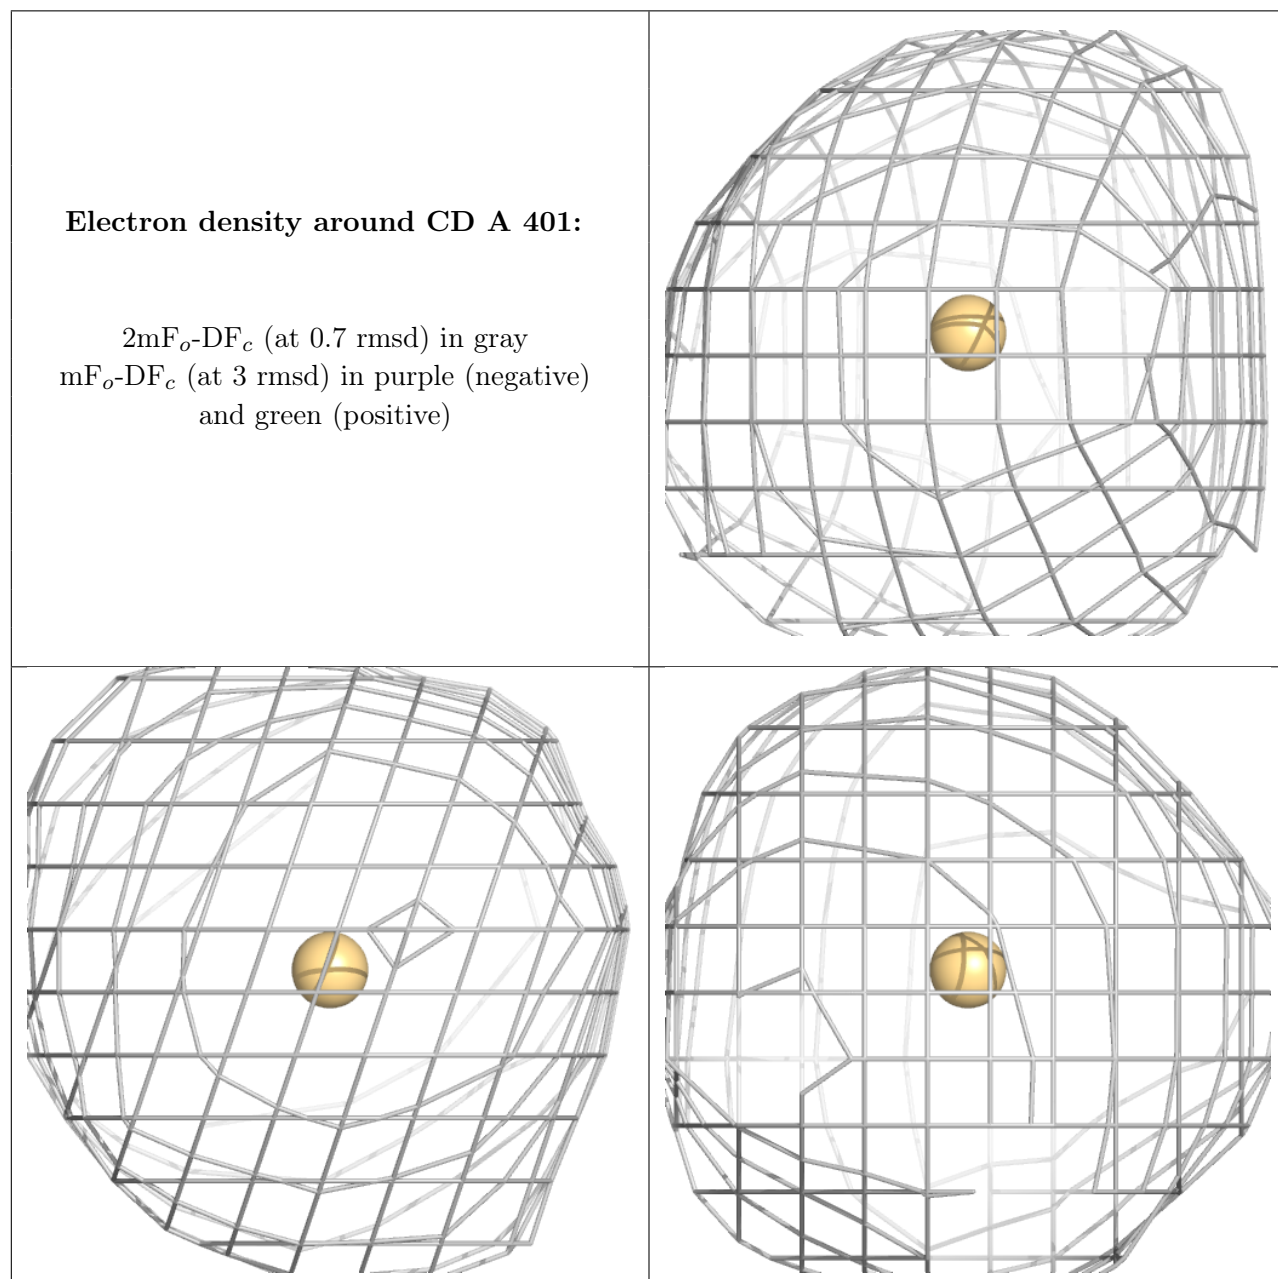 Electron density around CD A 401:
2mFo-DFc (at 0.7 rmsd) in gray
mFo-DFc (at 3 rmsd) in purple (negative)
and green (positive)